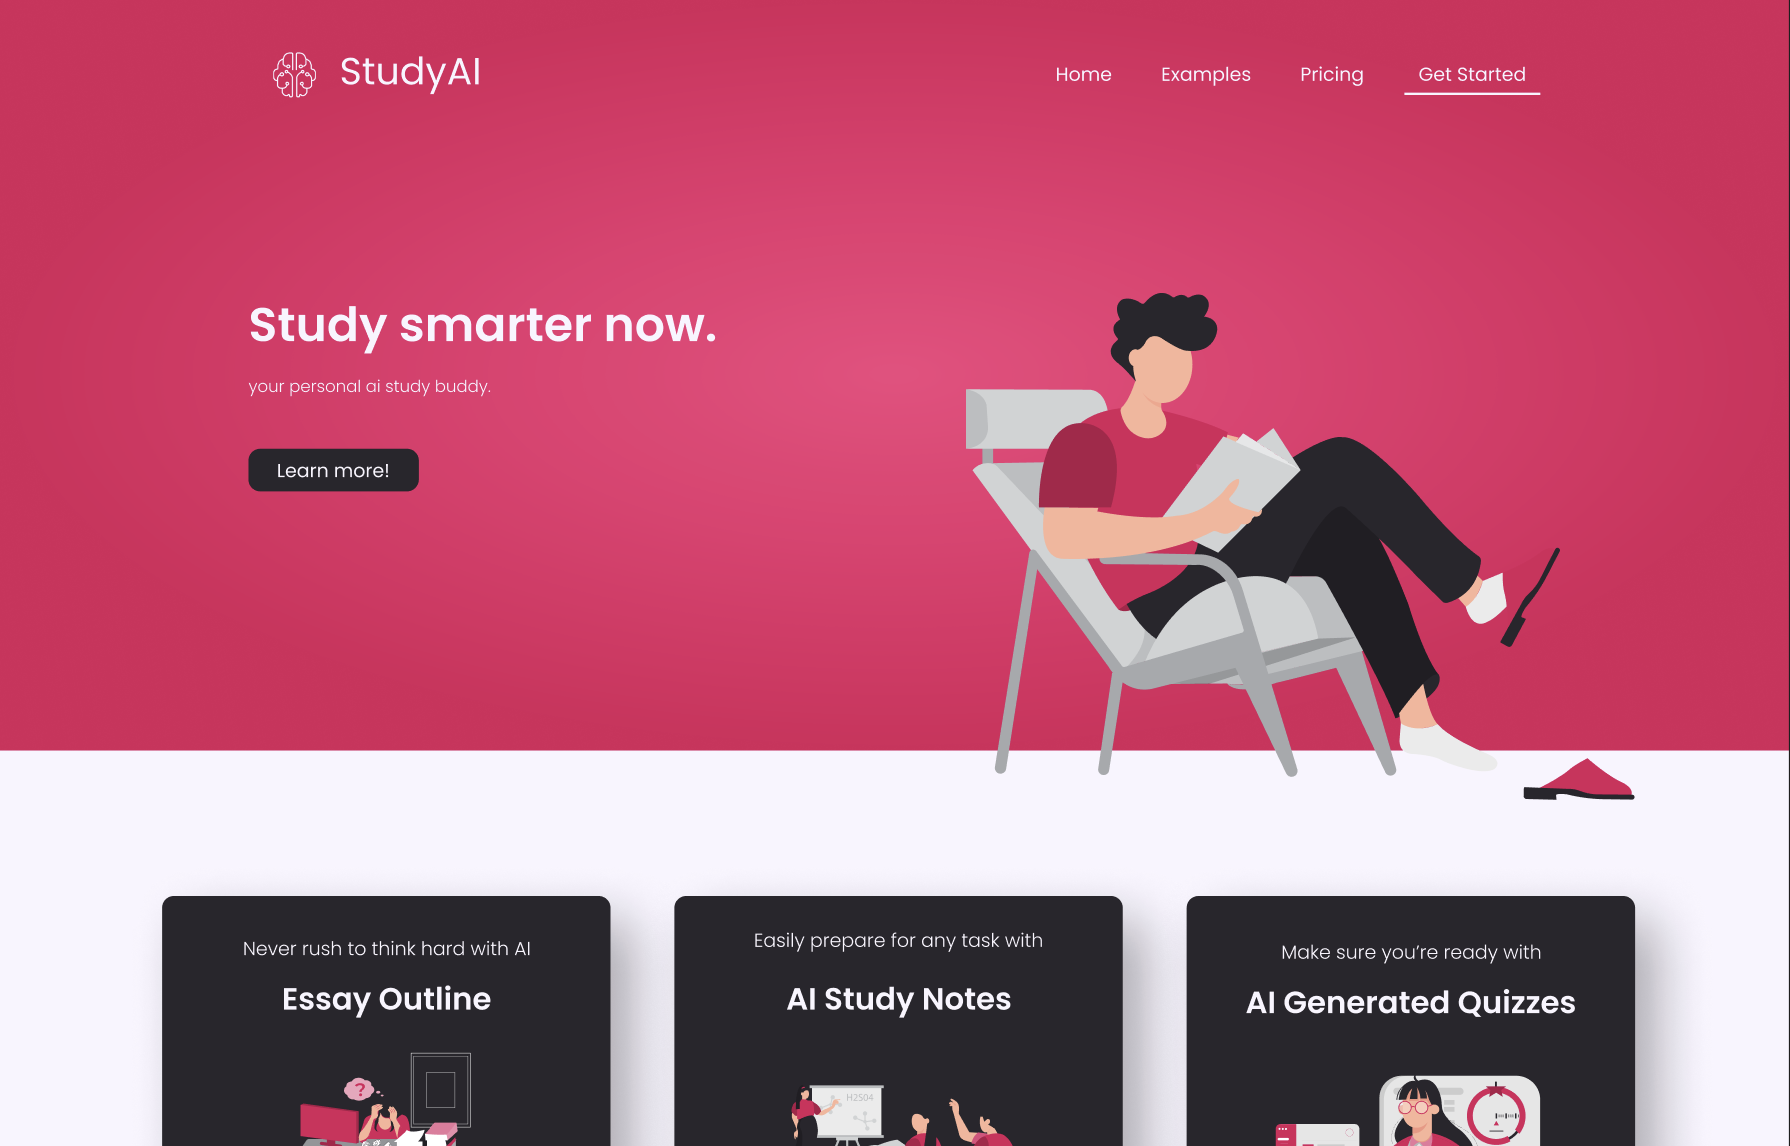 StudyAI
Home Examples Pricing Get Started
Study smarter now.
your personal ai study buddy.
Learn more!
Never rush to think hard with AI
Essay Outline
?
Easily prepare for any task with
AI Study Notes
H2SO4
Make sure you’re ready with
AI Generated Quizzes